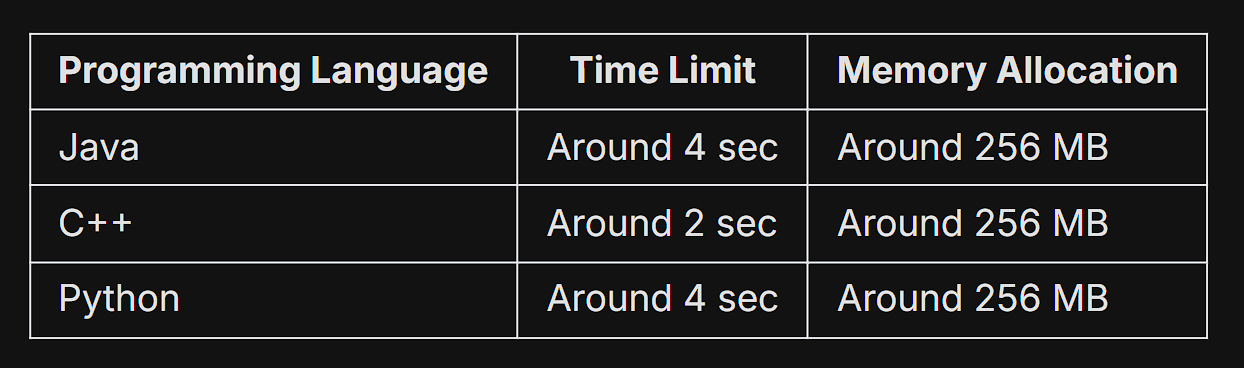 Programming Language Time Limit Memory Allocation
Java Around 4 sec Around 256 MB
C++ Around 2 sec Around 256 MB
Python Around 4 sec Around 256 MB